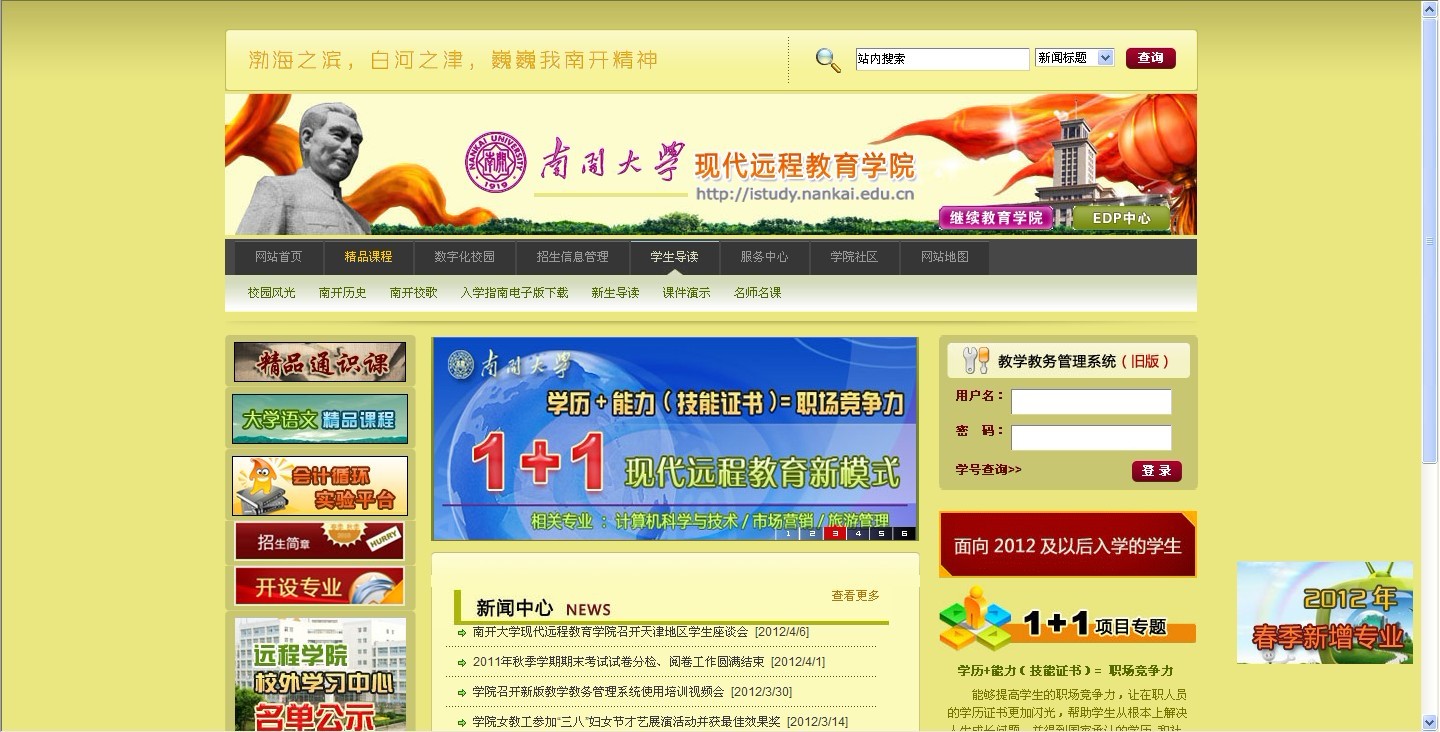 渤海之滨，白河之津，巍巍我南开精神
站内搜索 新闻标题 查询
NANKAI UNIVERSITY 南開 1919 南开大学 现代远程教育学院
http://istudy.nankai.edu.cn
继续教育学院 EDP中心
网站首页 精品课程 数字化校园 招生信息管理 学生导读 服务中心 学院社区 网站地图
校园风光 南开历史 南开校歌 入学指南电子版下载 新生导读 课件演示 名师名课
精品通识课
大学语文 精品课程
会计循环
实验平台
招生简章 HURRY
开设专业
远程学院
校外学习中心
名单公示
南开大学
学历+能力（技能证书）=职场竞争力
1+1 现代远程教育新模式
相关专业：计算机科学与技术/市场营销/旅游管理
1 2 3 4 5 6
新闻中心 NEWS 查看更多
南开大学现代远程教育学院召开天津地区学生座谈会 [2012/4/6]
2011年秋季学期期末考试试卷分检、阅卷工作圆满结束 [2012/4/1]
学院召开新版教学教务管理系统使用培训视频会 [2012/3/30]
学院女教工参加“三八”妇女节才艺展演活动并获最佳效果奖 [2012/3/14]
教学教务管理系统（旧版）
用户名：
密 码：
学号查询>> 登 录
面向 2012 及以后入学的学生
1+1项目专题
学历+能力（技能证书）= 职场竞争力
能够提高学生的职场竞争力，让在职人员
的学历证书更加闪光，帮助学生从根本上解决
2012 年
春季新增专业